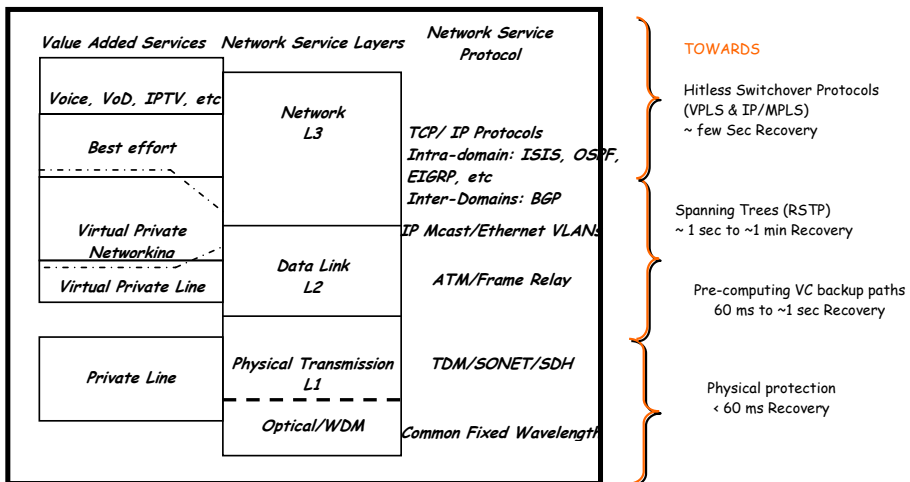 Value Added Services
Network Service Layers
Network Service
Protocol
Voice, VoD, IPTV, etc
Best effort
Virtual Private
Networking
Virtual Private Line
Private Line
Network
L3
Data Link
L2
Physical Transmission
L1
Optical/WDM
TCP/ IP Protocols
Intra-domain: ISIS, OSPF,
EIGRP, etc
Inter-Domains: BGP
IP Mcast/Ethernet VLANs
ATM/Frame Relay
TDM/SONET/SDH
Common Fixed Wavelength
TOWARDS
Hitless Switchover Protocols
(VPLS & IP/MPLS)
~ few Sec Recovery
Spanning Trees (RSTP)
~ 1 sec to ~1 min Recovery
Pre-computing VC backup paths
60 ms to ~1 sec Recovery
Physical protection
< 60 ms Recovery